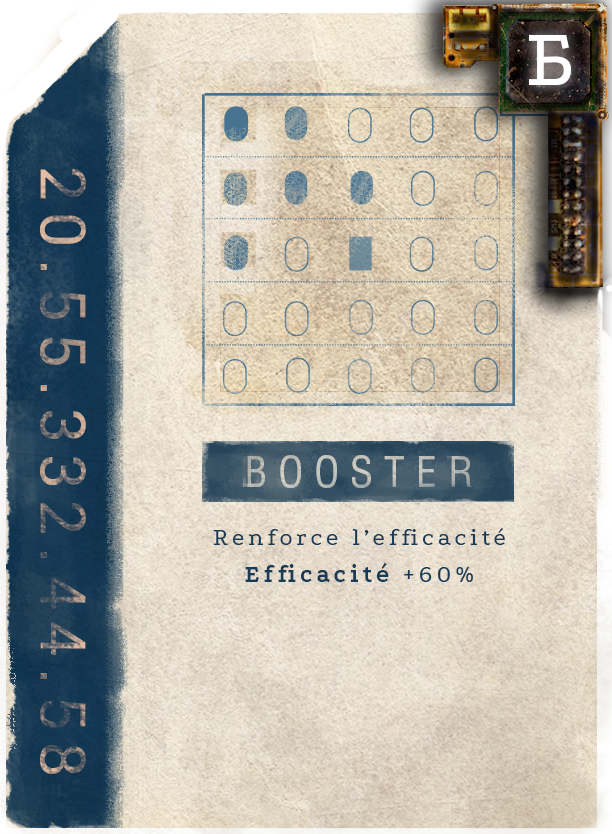 Б
20.55.332.44.58
BOOSTER
Renforce l'efficacité
Efficacité +60%